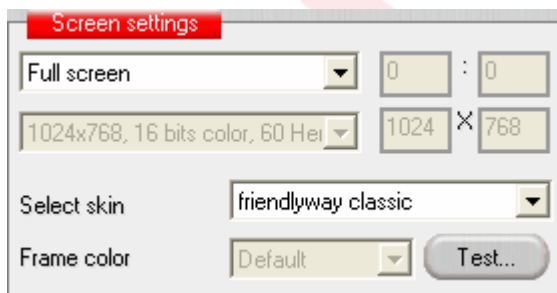 Screen settings
Full screen 0 : 0
1024x768, 16 bits color, 60 Her 1024 X 768
Select skin friendlyway classic
Frame color Default Test...